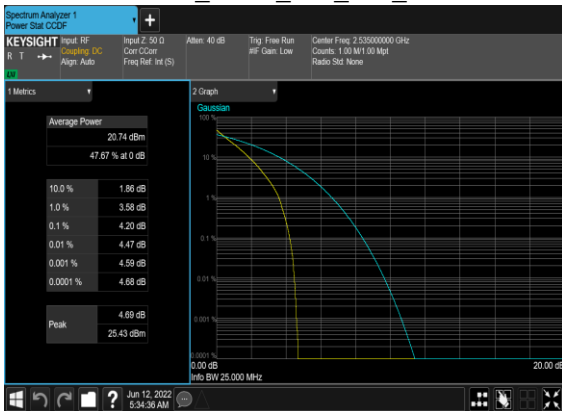 Spectrum Analyzer 1
Power Stat CCDF
KEYSIGHT
R T
Input: RF
Coupling: DC
Align: Auto
Input Z: 50 Ω
Corr CCorr
Freq Ref: Int (S)
Atten: 40 dB
Trig: Free Run
#IF Gain: Low
Center Freq: 2.535000000 GHz
Counts: 1.00 M/1.00 Mpt
Radio Std: None
1 Metrics
Average Power
20.74 dBm
47.67 % at 0 dB
10.0 % 1.86 dB
1.0 % 3.58 dB
0.1 % 4.20 dB
0.01 % 4.47 dB
0.001 % 4.59 dB
0.0001 % 4.68 dB
Peak
4.69 dB
25.43 dBm
2 Graph
Gaussian
100 %
10 %
1 %
0.1 %
0.01 %
0.001 %
0.0001 %
0.00 dB
20.00 dB
Info BW 25.000 MHz
?
Jun 12, 2022
5:34:36 AM